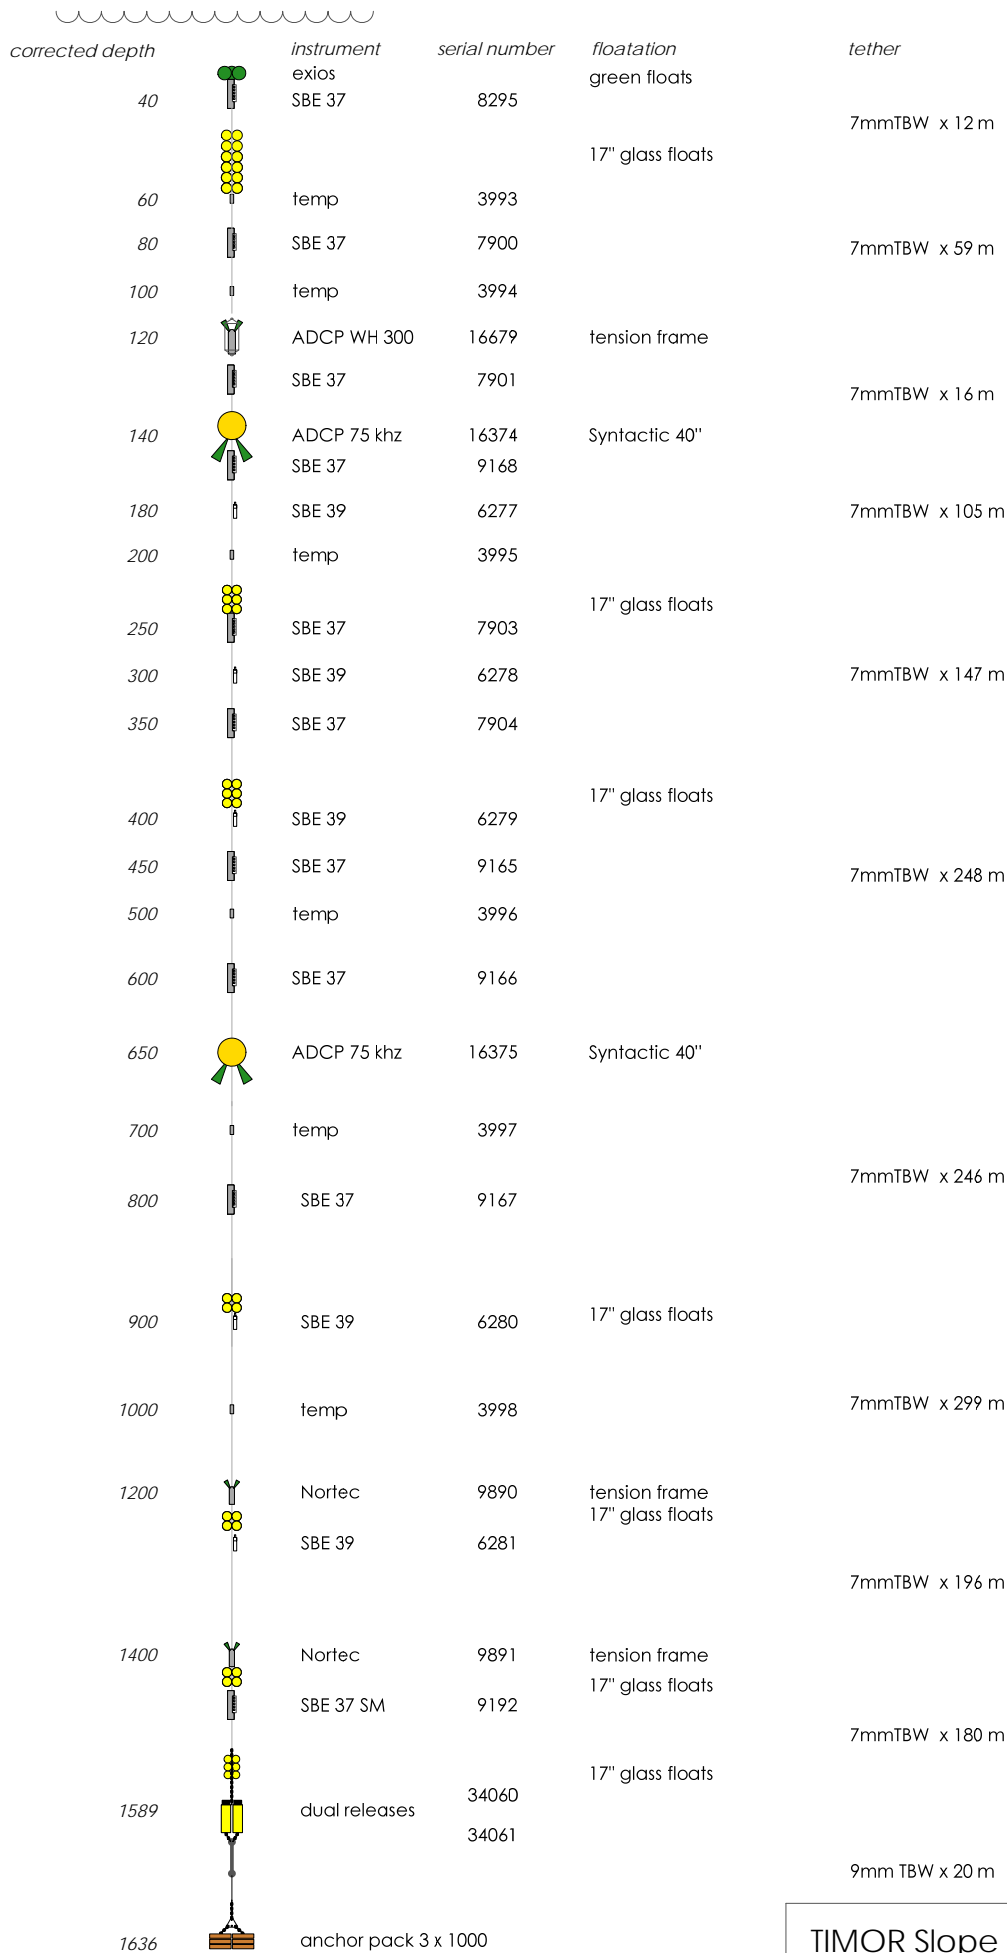 corrected depth instrument serial number floatation tether
exios green floats
40 SBE 37 8295
7mmTBW x 12 m
17" glass floats
60 temp 3993
80 SBE 37 7900 7mmTBW x 59 m
100 temp 3994
120 ADCP WH 300 16679 tension frame
SBE 37 7901
7mmTBW x 16 m
140 ADCP 75 khz 16374 Syntactic 40"
SBE 37 9168
180 SBE 39 6277 7mmTBW x 105 m
200 temp 3995
17" glass floats
250 SBE 37 7903
300 SBE 39 6278 7mmTBW x 147 m
350 SBE 37 7904
17" glass floats
400 SBE 39 6279
450 SBE 37 9165
7mmTBW x 248 m
500 temp 3996
600 SBE 37 9166
650 ADCP 75 khz 16375 Syntactic 40"
700 temp 3997
7mmTBW x 246 m
800 SBE 37 9167
17" glass floats
900 SBE 39 6280
1000 temp 3998 7mmTBW x 299 m
1200 Nortec 9890 tension frame
17" glass floats
SBE 39 6281
7mmTBW x 196 m
1400 Nortec 9891 tension frame
17" glass floats
SBE 37 SM 9192
7mmTBW x 180 m
17" glass floats
34060
1589 dual releases
34061
9mm TBW x 20 m
1636 anchor pack 3 x 1000
TIMOR Slope